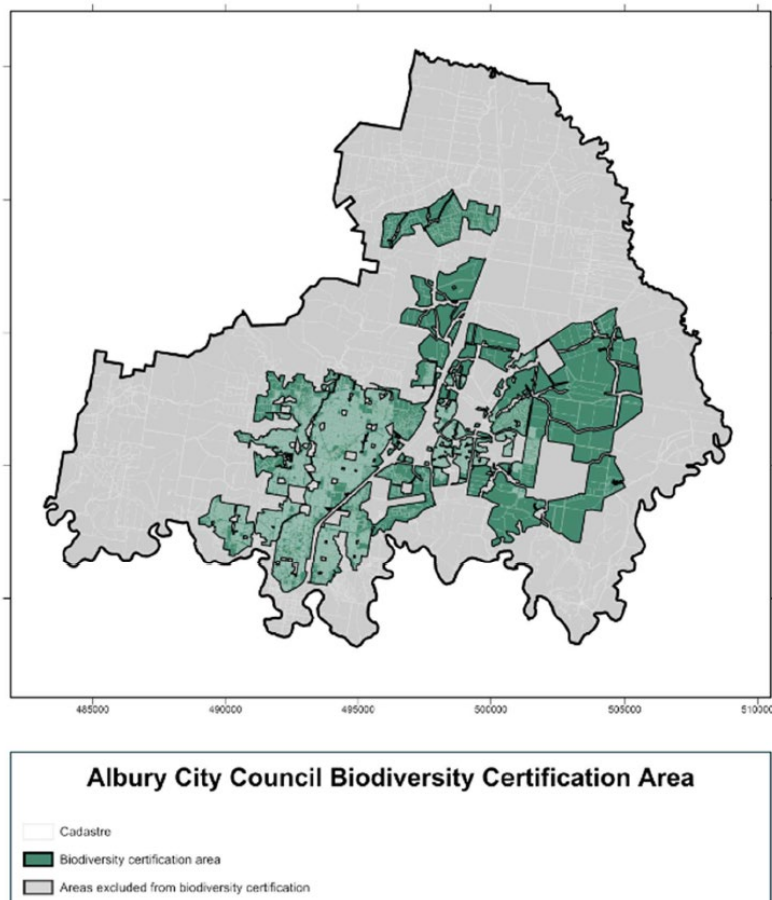 485000 490000 495000 500000 505000 510000
Albury City Council Biodiversity Certification Area
Cadastre
Biodiversity certification area
Areas excluded from biodiversity certification